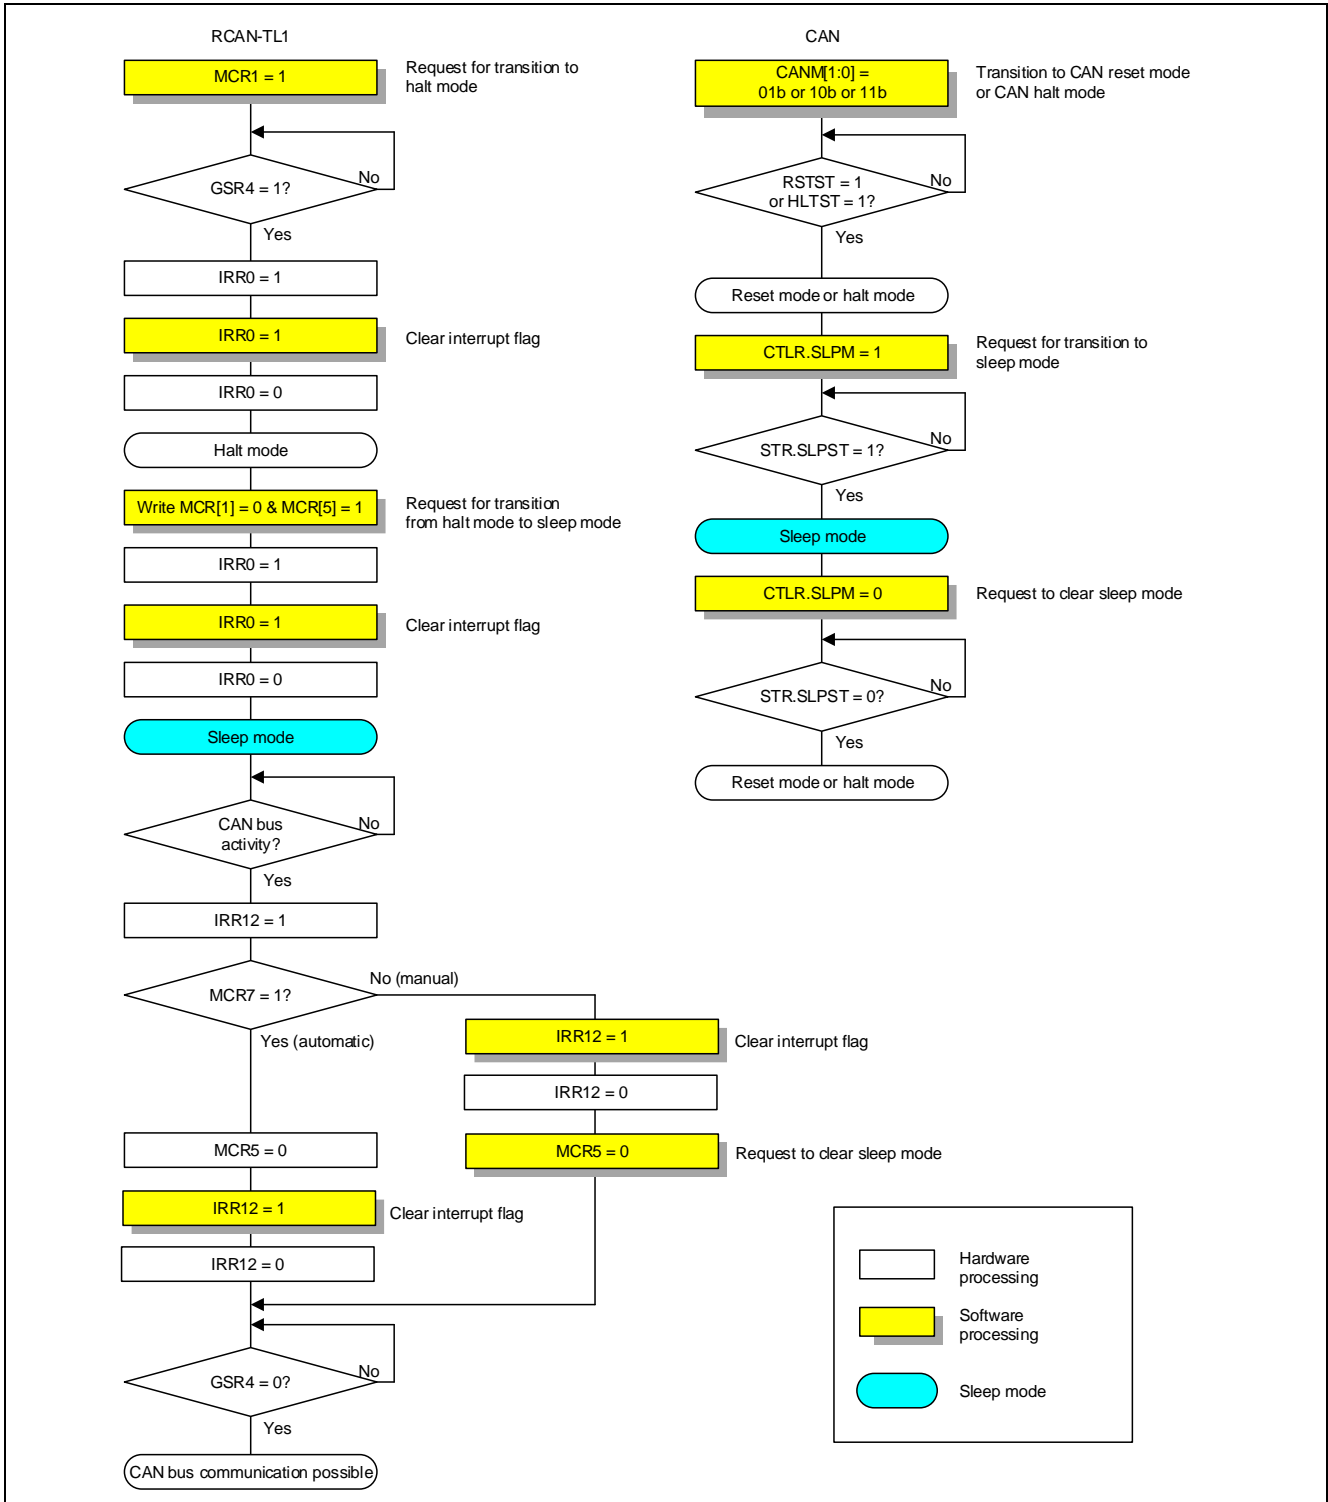 RCAN-TL1
MCR1 = 1
Request for transition to
halt mode
GSR4 = 1?
No
Yes
IRR0 = 1
IRR0 = 1
Clear interrupt flag
IRR0 = 0
Halt mode
Write MCR[1] = 0 & MCR[5] = 1
Request for transition
from halt mode to sleep mode
IRR0 = 1
IRR0 = 1
Clear interrupt flag
IRR0 = 0
Sleep mode
CAN bus
activity?
No
Yes
IRR12 = 1
MCR7 = 1?
No (manual)
Yes (automatic)
IRR12 = 1
Clear interrupt flag
IRR12 = 0
MCR5 = 0
Request to clear sleep mode
MCR5 = 0
IRR12 = 1
Clear interrupt flag
IRR12 = 0
GSR4 = 0?
No
Yes
CAN bus communication possible
CAN
CANM[1:0] =
01b or 10b or 11b
Transition to CAN reset mode
or CAN halt mode
RSTST = 1
or HLTST = 1?
No
Yes
Reset mode or halt mode
CTLR.SLPM = 1
Request for transition to
sleep mode
STR.SLPST = 1?
No
Yes
Sleep mode
CTLR.SLPM = 0
Request to clear sleep mode
STR.SLPST = 0?
No
Yes
Reset mode or halt mode
Hardware
processing
Software
processing
Sleep mode